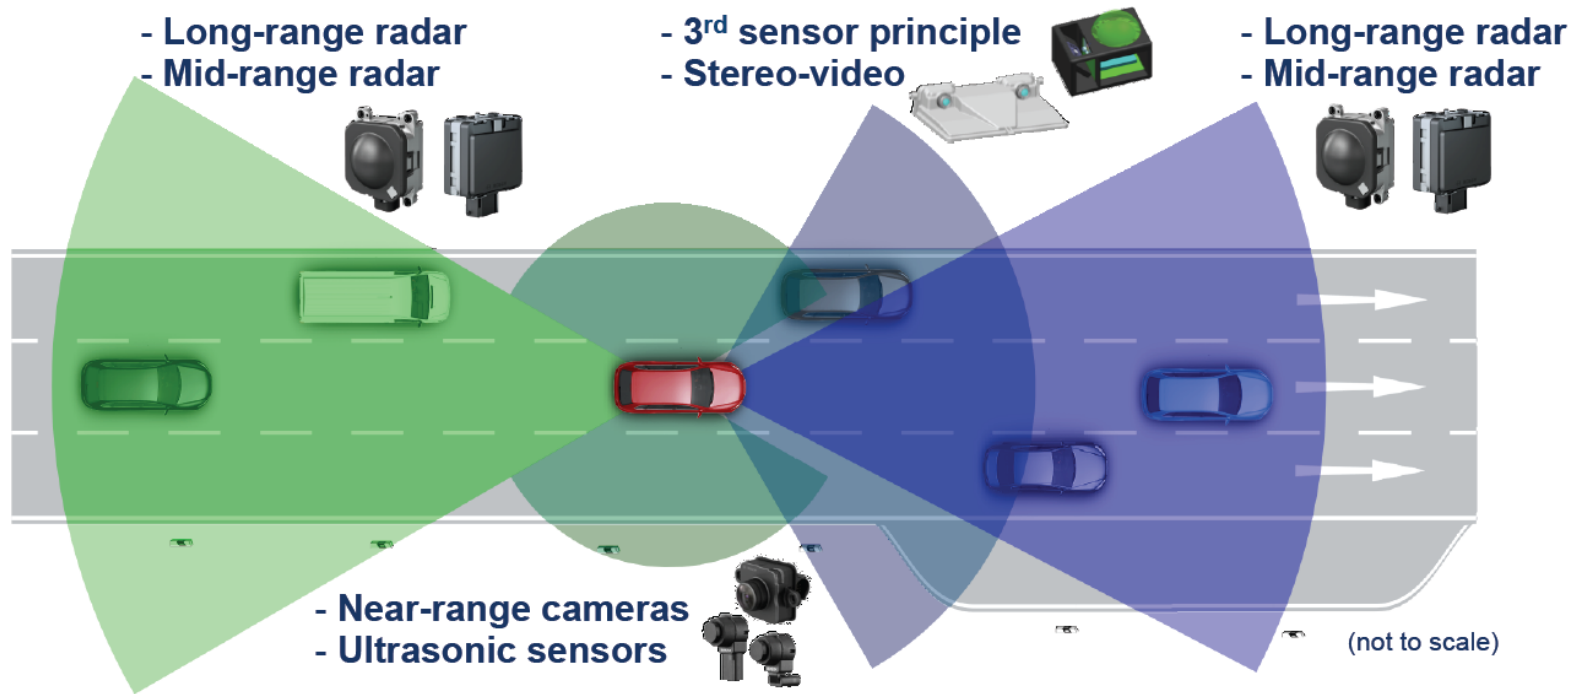 - Long-range radar
- Mid-range radar
- 3rd sensor principle
- Stereo-video
- Long-range radar
- Mid-range radar
- Near-range cameras
- Ultrasonic sensors
(not to scale)